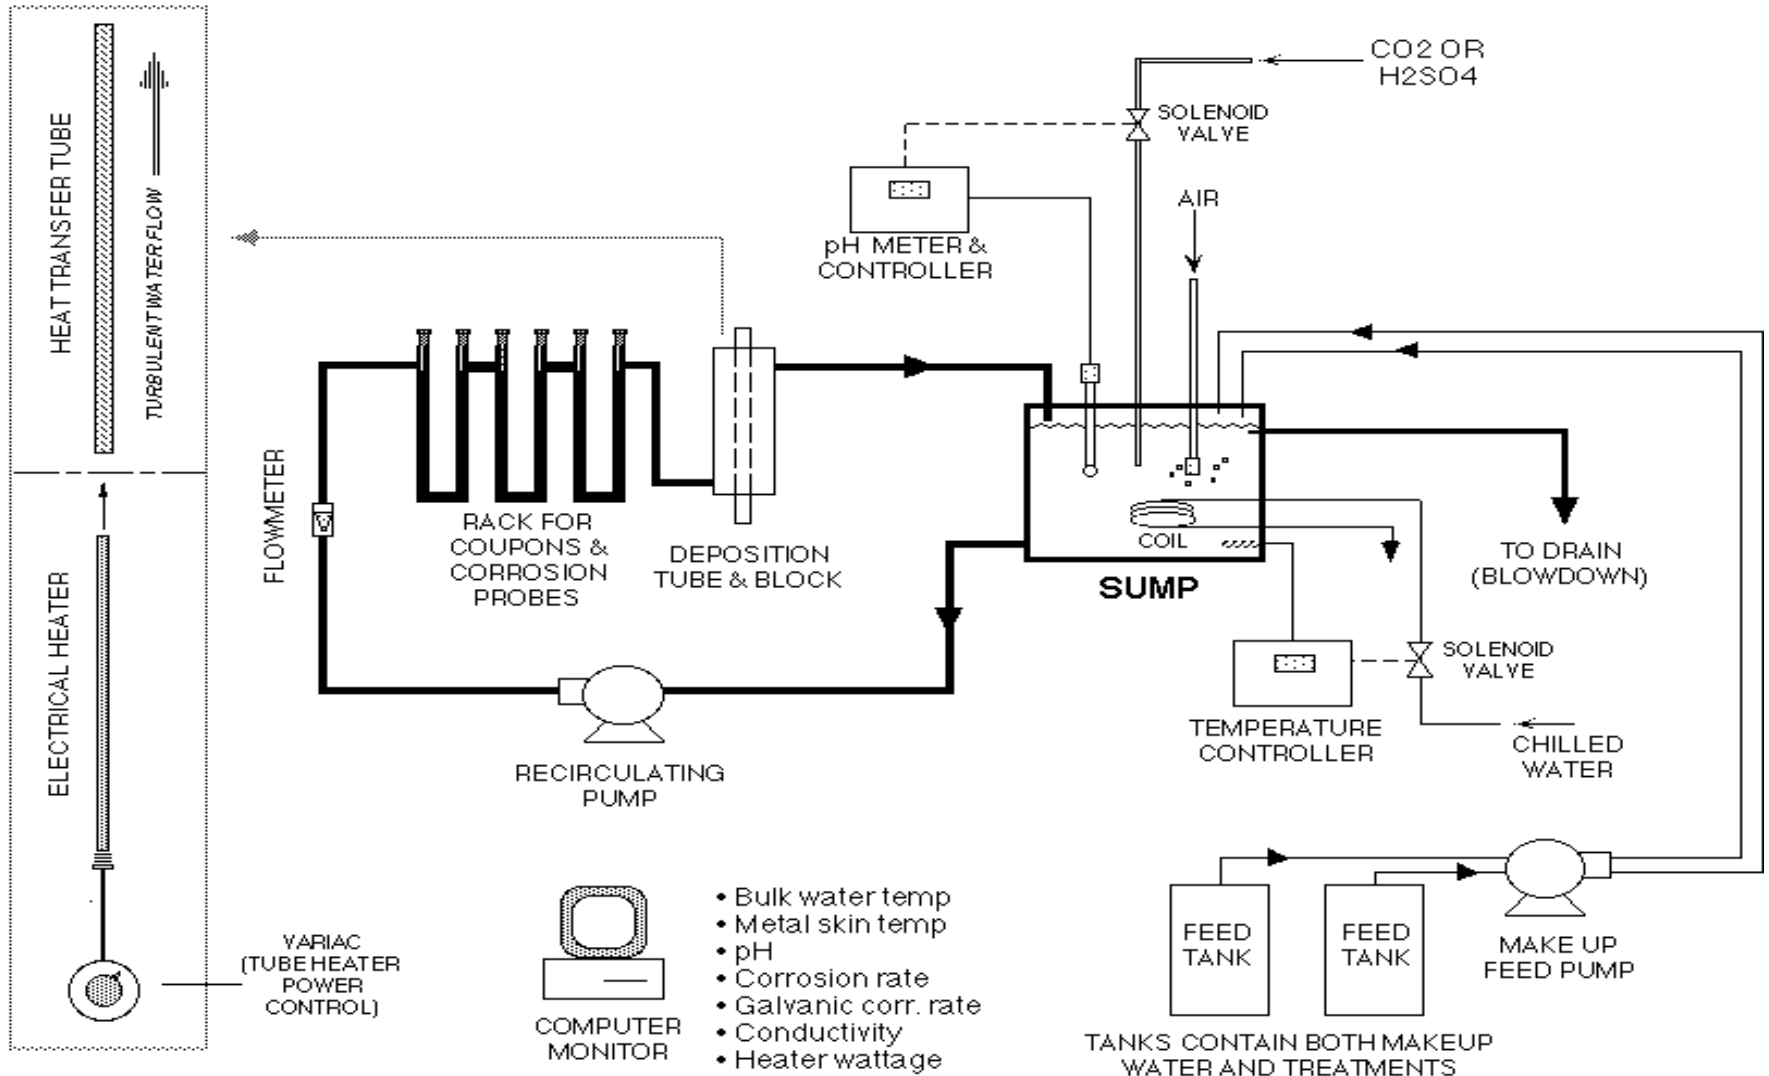 HEAT TRANSFER TUBE
TURBULENT WATER FLOW
ELECTRICAL HEATER
VARIAC
(TUBE HEATER
POWER
CONTROL)
FLOWMETER
RACK FOR
COUPONS &
CORROSION
PROBES
DEPOSITION
TUBE & BLOCK
RECIRCULATING
PUMP
pH METER &
CONTROLLER
CO2 OR
H2SO4
SOLENOID
VALVE
AIR
COIL
SUMP
TO DRAIN
(BLOWDOWN)
SOLENOID
VALVE
TEMPERATURE
CONTROLLER
CHILLED
WATER
COMPUTER
MONITOR
• Bulk water temp
• Metal skin temp
• pH
• Corrosion rate
• Galvanic corr. rate
• Conductivity
• Heater wattage
FEED
TANK
FEED
TANK
MAKE UP
FEED PUMP
TANKS CONTAIN BOTH MAKEUP
WATER AND TREATMENTS